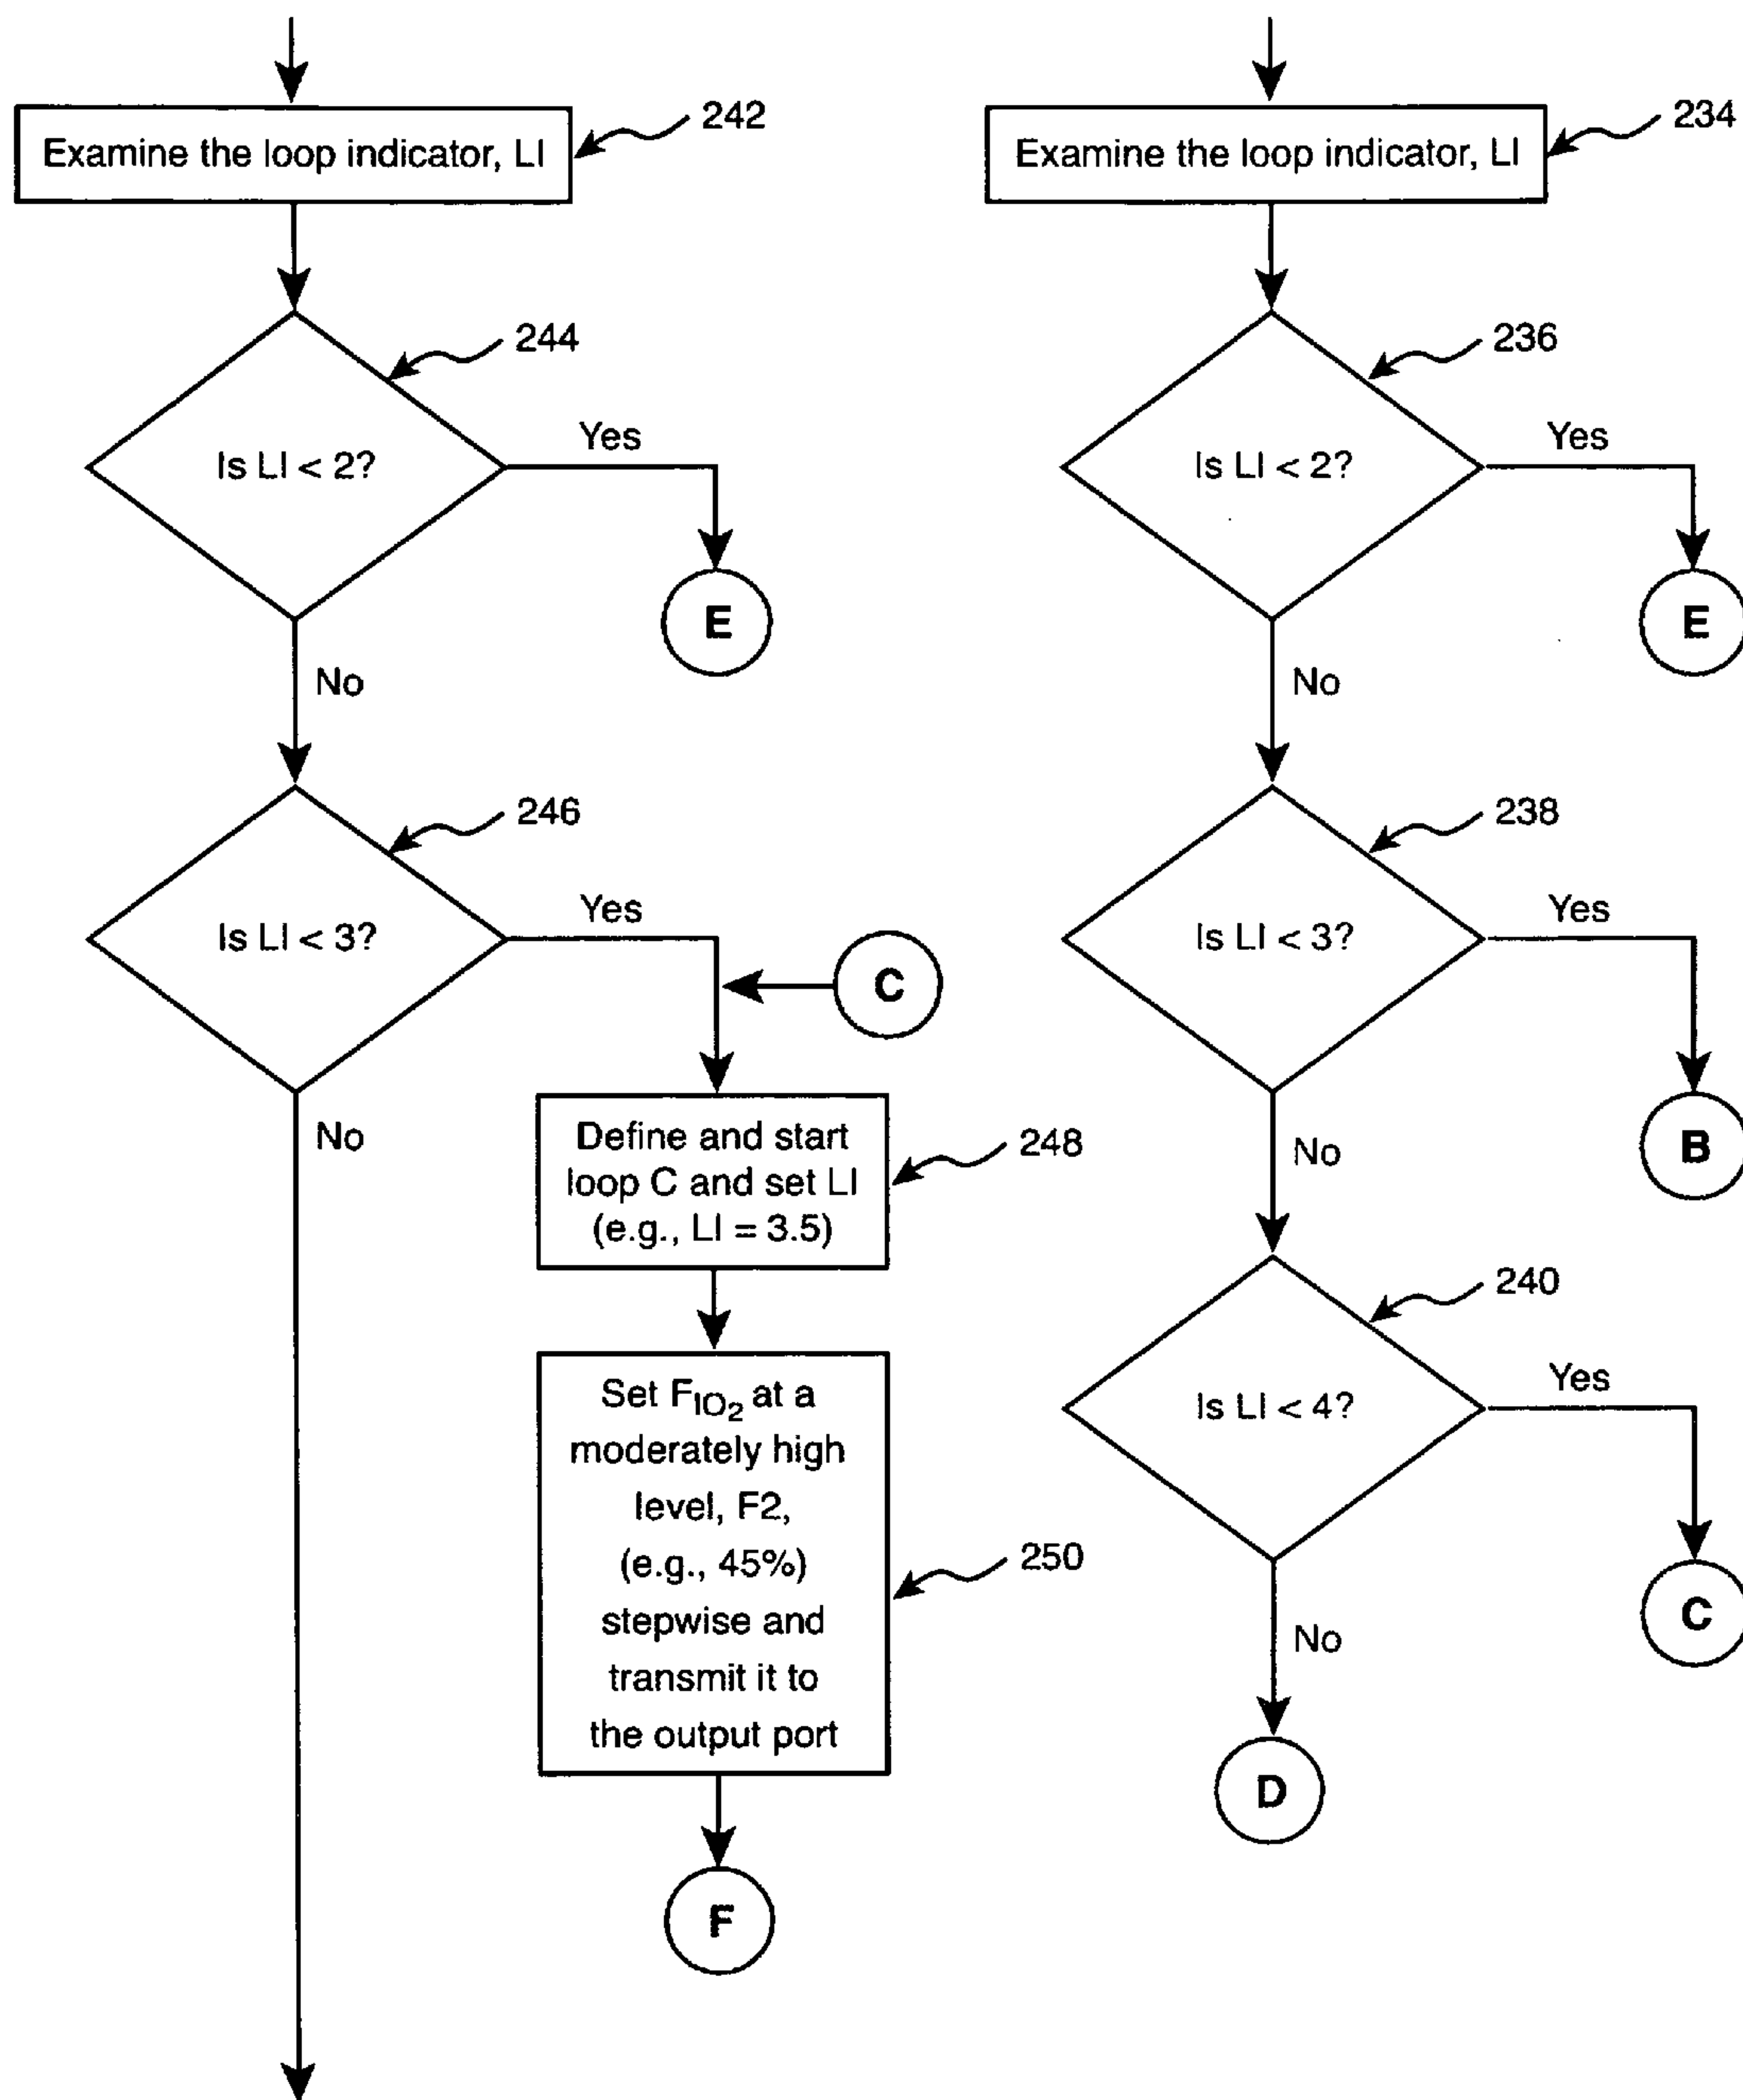 Examine the loop indicator, LI
242
244
Is LI < 2?
Yes
E
No
246
Is LI < 3?
Yes
C
No
Define and start
loop C and set LI
(e.g., LI = 3.5)
248
Set FIO2 at a
moderately high
level, F2,
(e.g., 45%)
stepwise and
transmit it to
the output port
250
F
Examine the loop indicator, LI
234
236
Is LI < 2?
Yes
E
No
238
Is LI < 3?
Yes
B
No
240
Is LI < 4?
Yes
C
No
D